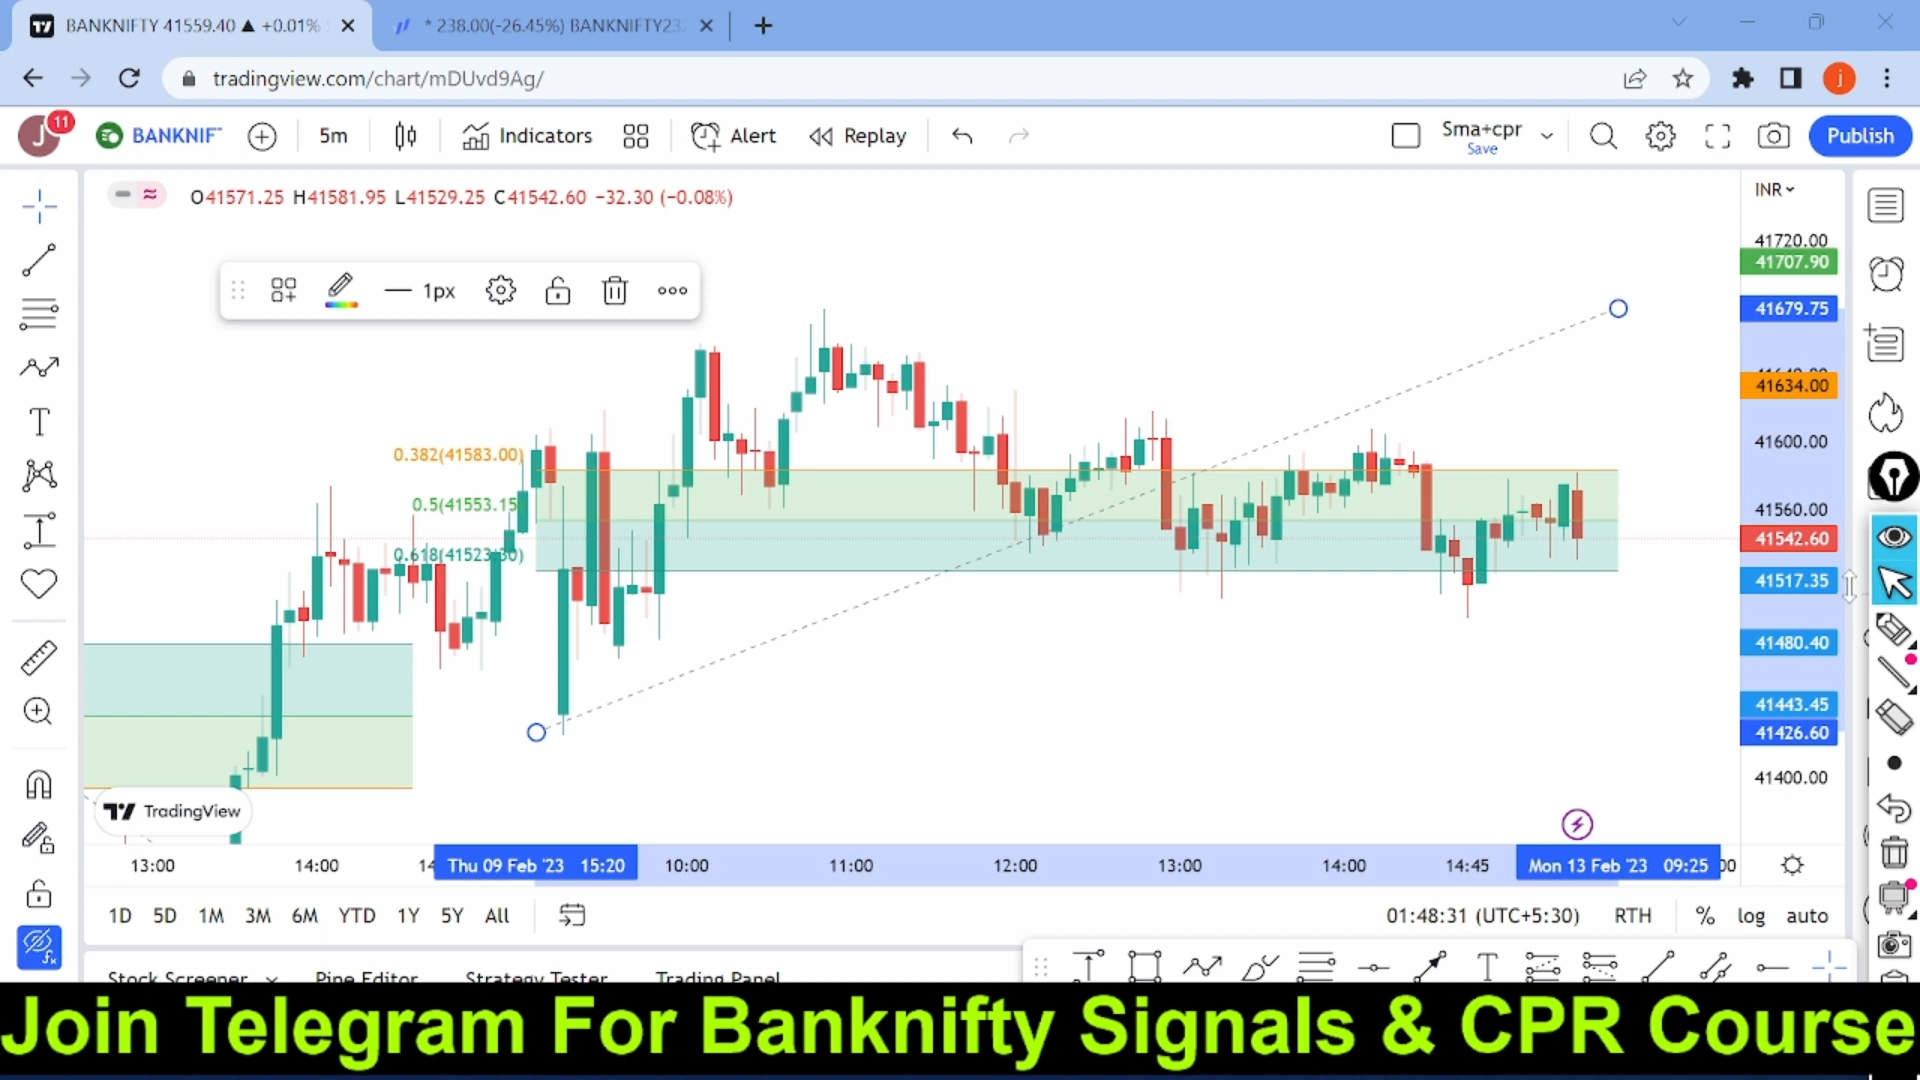 BANKNIFTY 41559.40 ▲ +0.01%
* 238.00(-26.45%) BANKNIFTY23
tradingview.com/chart/mDUvd9Ag/
j
J 11 BANKNIF 5m Indicators Alert Replay Sma+cpr Save Publish
O41571.25 H41581.95 L41529.25 C41542.60 −32.30 (−0.08%)
INR
1px
41720.00
41707.90
41679.75
41634.00
41600.00
41560.00
41542.60
41517.35
41480.40
41443.45
41426.60
41400.00
0.382(41583.00)
0.5(41553.15
0.618(41523.30)
TradingView
13:00 14:00 14 Thu 09 Feb '23 15:20 10:00 11:00 12:00 13:00 14:00 14:45 Mon 13 Feb '23 09:25 00
1D 5D 1M 3M 6M YTD 1Y 5Y All 01:48:31 (UTC+5:30) RTH % log auto
Stock Screener Pine Editor Strategy Tester Trading Panel
Join Telegram For Banknifty Signals & CPR Course